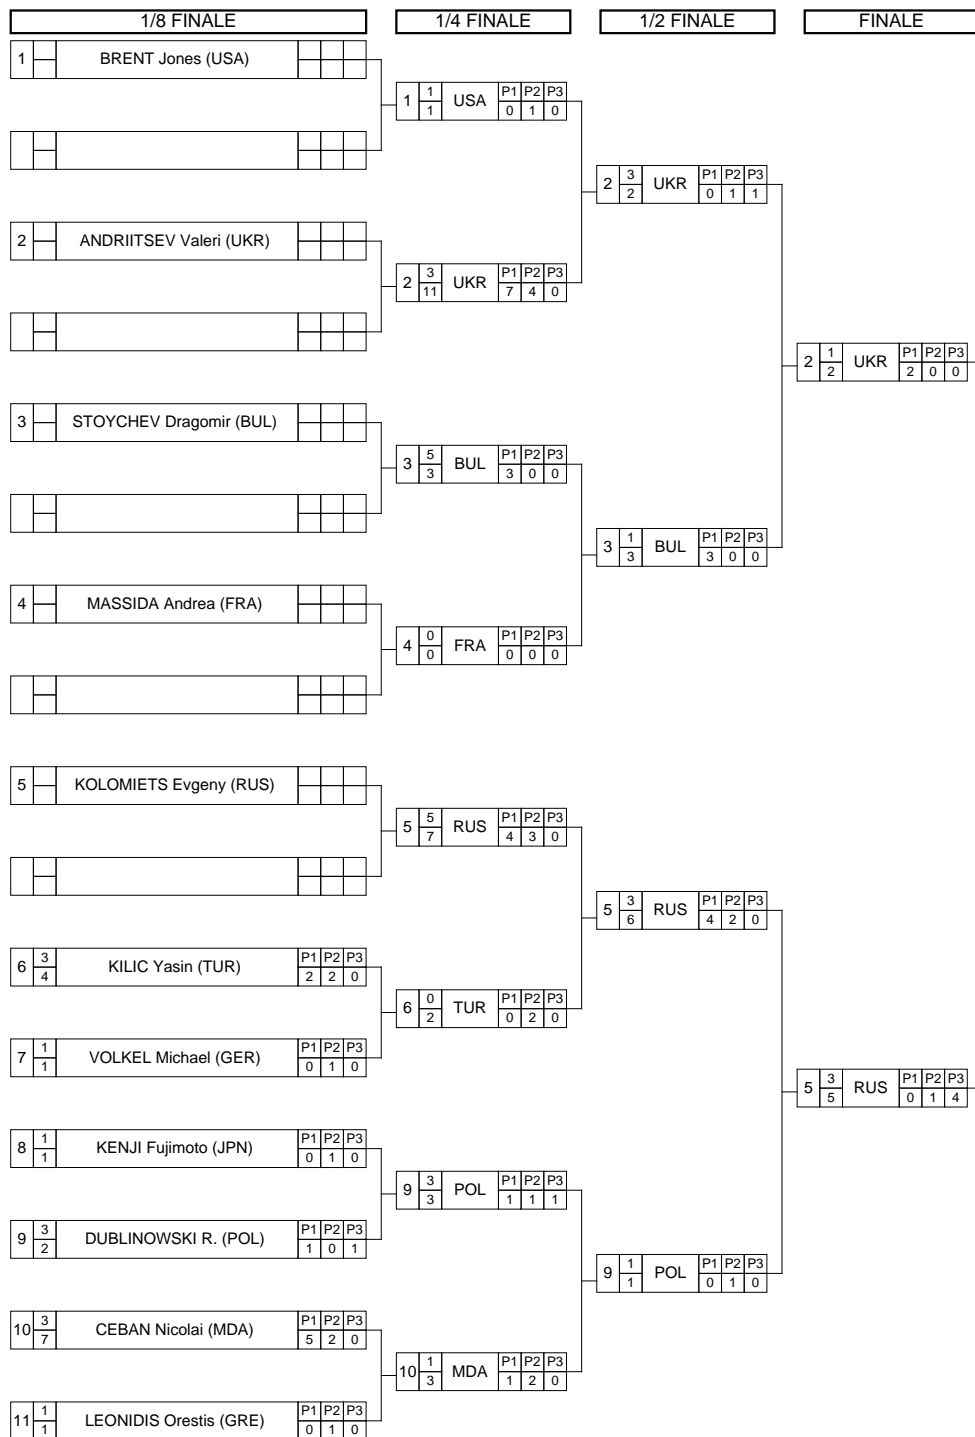 1/8 FINALE 1/4 FINALE 1/2 FINALE FINALE
1 BRENT Jones (USA)
1 1 1 USA P1 P2 P3 0 1 0
2 3 2 UKR P1 P2 P3 0 1 1
2 ANDRIITSEV Valeri (UKR)
2 3 11 UKR P1 P2 P3 7 4 0
2 1 2 UKR P1 P2 P3 2 0 0
3 STOYCHEV Dragomir (BUL)
3 5 3 BUL P1 P2 P3 3 0 0
3 1 3 BUL P1 P2 P3 3 0 0
4 MASSIDA Andrea (FRA)
4 0 0 FRA P1 P2 P3 0 0 0
5 KOLOMIETS Evgeny (RUS)
5 5 7 RUS P1 P2 P3 4 3 0
5 3 6 RUS P1 P2 P3 4 2 0
6 3 4 KILIC Yasin (TUR) P1 P2 P3 2 2 0
6 0 2 TUR P1 P2 P3 0 2 0
7 1 1 VOLKEL Michael (GER) P1 P2 P3 0 1 0
5 3 5 RUS P1 P2 P3 0 1 4
8 1 1 KENJI Fujimoto (JPN) P1 P2 P3 0 1 0
9 3 3 POL P1 P2 P3 1 1 1
9 3 2 DUBLINOWSKI R. (POL) P1 P2 P3 1 0 1
9 1 1 POL P1 P2 P3 0 1 0
10 3 7 CEBAN Nicolai (MDA) P1 P2 P3 5 2 0
10 1 3 MDA P1 P2 P3 1 2 0
11 1 1 LEONIDIS Orestis (GRE) P1 P2 P3 0 1 0